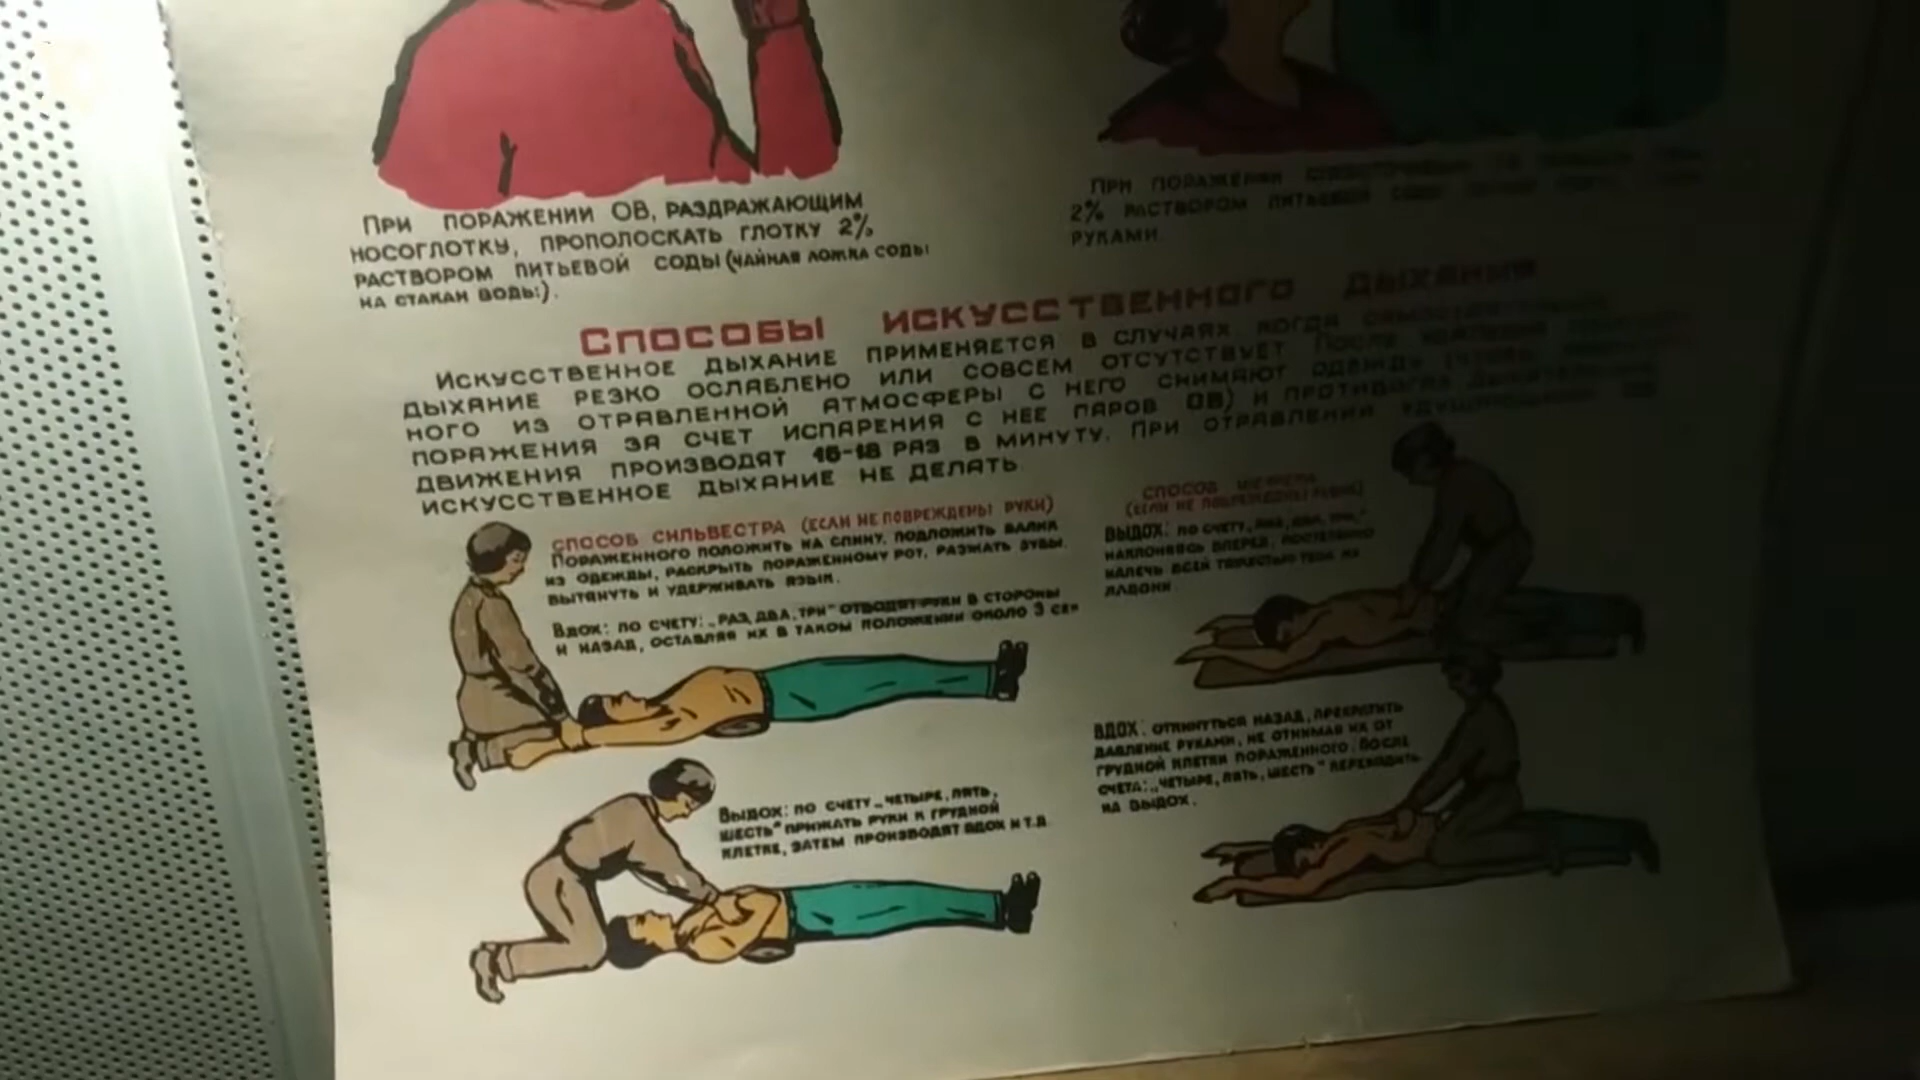 При поражении ОВ, раздражающим
носоглотку, прополоскать глотку 2%
раствором питьевой соды (чайная ложка соды
на стакан воды).
При поражении
2% раствором питьевой соды
руками.
Способы искусственного дыхания
Искусственное дыхание применяется в случаях, когда
дыхание резко ослаблено или совсем отсутствует. После
ного из отравленной атмосферы с него снимают одежду
поражения за счет испарения с нее паров ОВ) и противогаз
движения производят 16-18 раз в минуту. При отравлении
искусственное дыхание не делать
способ Сильвестра (если не повреждены руки)
Пораженного положить на спину, подложить валик
из одежды, раскрыть пораженному рот, разжать зубы.
вытянуть и удерживать язык.
Вдох: по счету: „раз, два, три" отводят руки в стороны
и назад, оставляя их в таком положении около 3 сек
Выдох: по счету „четыре, пять,
шесть" прижать руки к грудной
клетке, затем производят вдох и т.д.
способ
(если не повреждены
Выдох: по счету „раз, два, три,"
наклоняясь вперед, постепенно
налечь всей тяжестью тела на
ладони.
Вдох: откинуться назад, прекратить
давление руками, не отнимая их от
грудной клетки пораженного. После
счета: „четыре, пять, шесть" переходить
на выдох.